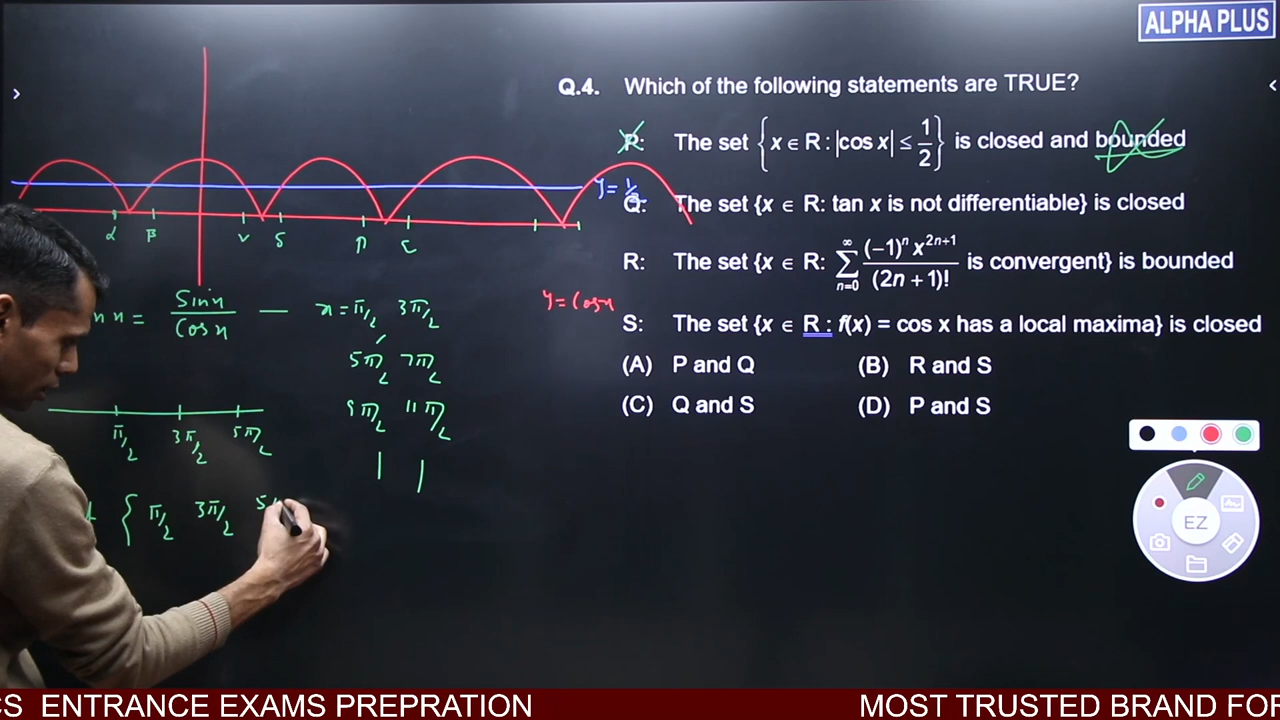 ALPHA PLUS
Q.4. Which of the following statements are TRUE?
P: The set {x ∈ R : |cos x| ≤ 1/2} is closed and bounded
Q: The set {x ∈ R: tan x is not differentiable} is closed
R: The set {x ∈ R: ∑_{n=0}^{∞} (-1)^n x^{2n+1} / (2n+1)! is convergent} is bounded
S: The set {x ∈ R : f(x) = cos x has a local maxima} is closed
(A) P and Q (B) R and S
(C) Q and S (D) P and S
y = 1/2
α β γ δ
y = Cos x
n x = Sin x / Cos x — x = π/2 3π/2
5π/2 7π/2
9π/2 11π/2
π/2 3π/2 5π/2
{ π/2 3π/2 5
EZ
CS ENTRANCE EXAMS PREPRATION
MOST TRUSTED BRAND FOR